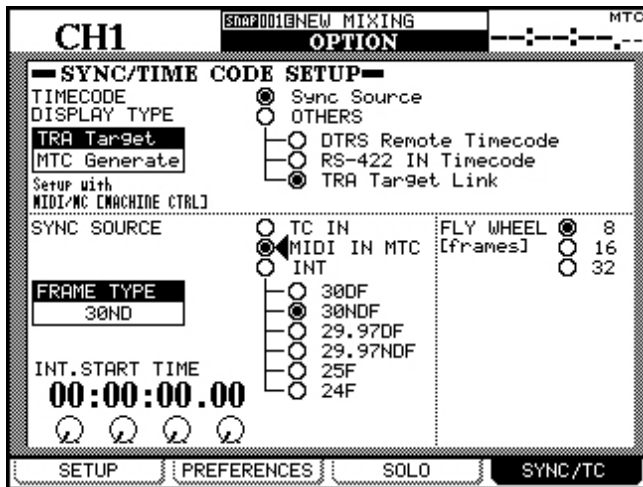 CH1
SNAP 001 NEW MIXING
OPTION
MTC
--:--:--.--
SYNC/TIME CODE SETUP
TIMECODE
DISPLAY TYPE
Sync Source
OTHERS
TRA Target
MTC Generate
DTRS Remote Timecode
RS-422 IN Timecode
TRA Target Link
Setup with
MIDI/MC [MACHINE CTRL]
SYNC SOURCE
TC IN
MIDI IN MTC
INT
FLY WHEEL
[frames]
8
16
32
FRAME TYPE
30ND
30DF
30NDF
29.97DF
29.97NDF
25F
24F
INT.START TIME
00:00:00.00
SETUP
PREFERENCES
SOLO
SYNC/TC